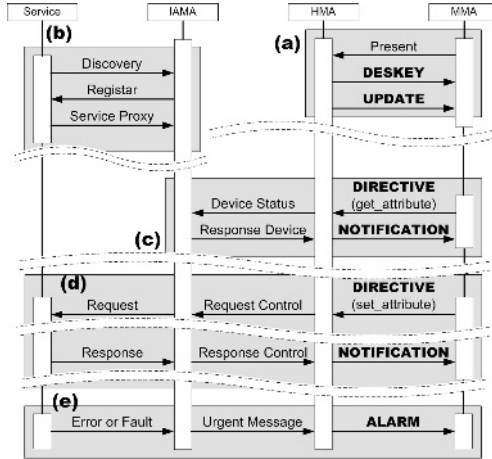 Service IAMA HMA MMA
(b) (a)
Present
Discovery DESKEY
Registar UPDATE
Service Proxy
DIRECTIVE
Device Status (get_attribute)
(c) Response Device NOTIFICATION
(d) DIRECTIVE
Request Request Control (set_attribute)
Response Response Control NOTIFICATION
(e)
Error or Fault Urgent Message ALARM